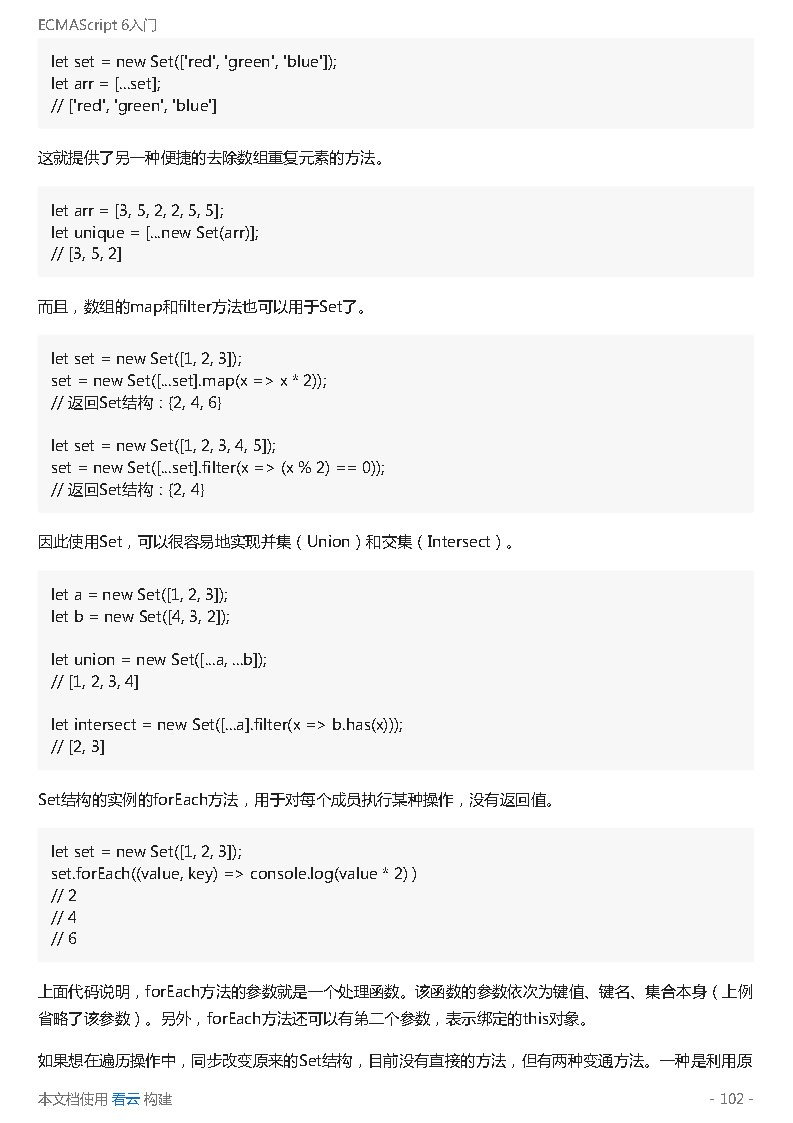 ECMAScript 6入门
let set = new Set(['red', 'green', 'blue']);
let arr = [...set];
// ['red', 'green', 'blue']
这就提供了另一种便捷的去除数组重复元素的方法。
let arr = [3, 5, 2, 2, 5, 5];
let unique = [...new Set(arr)];
// [3, 5, 2]
而且，数组的map和filter方法也可以用于Set了。
let set = new Set([1, 2, 3]);
set = new Set([...set].map(x => x * 2));
// 返回Set结构：{2, 4, 6}
let set = new Set([1, 2, 3, 4, 5]);
set = new Set([...set].filter(x => (x % 2) == 0));
// 返回Set结构：{2, 4}
因此使用Set，可以很容易地实现并集（Union）和交集（Intersect）。
let a = new Set([1, 2, 3]);
let b = new Set([4, 3, 2]);
let union = new Set([...a, ...b]);
// [1, 2, 3, 4]
let intersect = new Set([...a].filter(x => b.has(x)));
// [2, 3]
Set结构的实例的forEach方法，用于对每个成员执行某种操作，没有返回值。
let set = new Set([1, 2, 3]);
set.forEach((value, key) => console.log(value * 2) )
// 2
// 4
// 6
上面代码说明，forEach方法的参数就是一个处理函数。该函数的参数依次为键值、键名、集合本身（上例
省略了该参数）。另外，forEach方法还可以有第二个参数，表示绑定的this对象。
如果想在遍历操作中，同步改变原来的Set结构，目前没有直接的方法，但有两种变通方法。一种是利用原
本文档使用 看云 构建
- 102 -